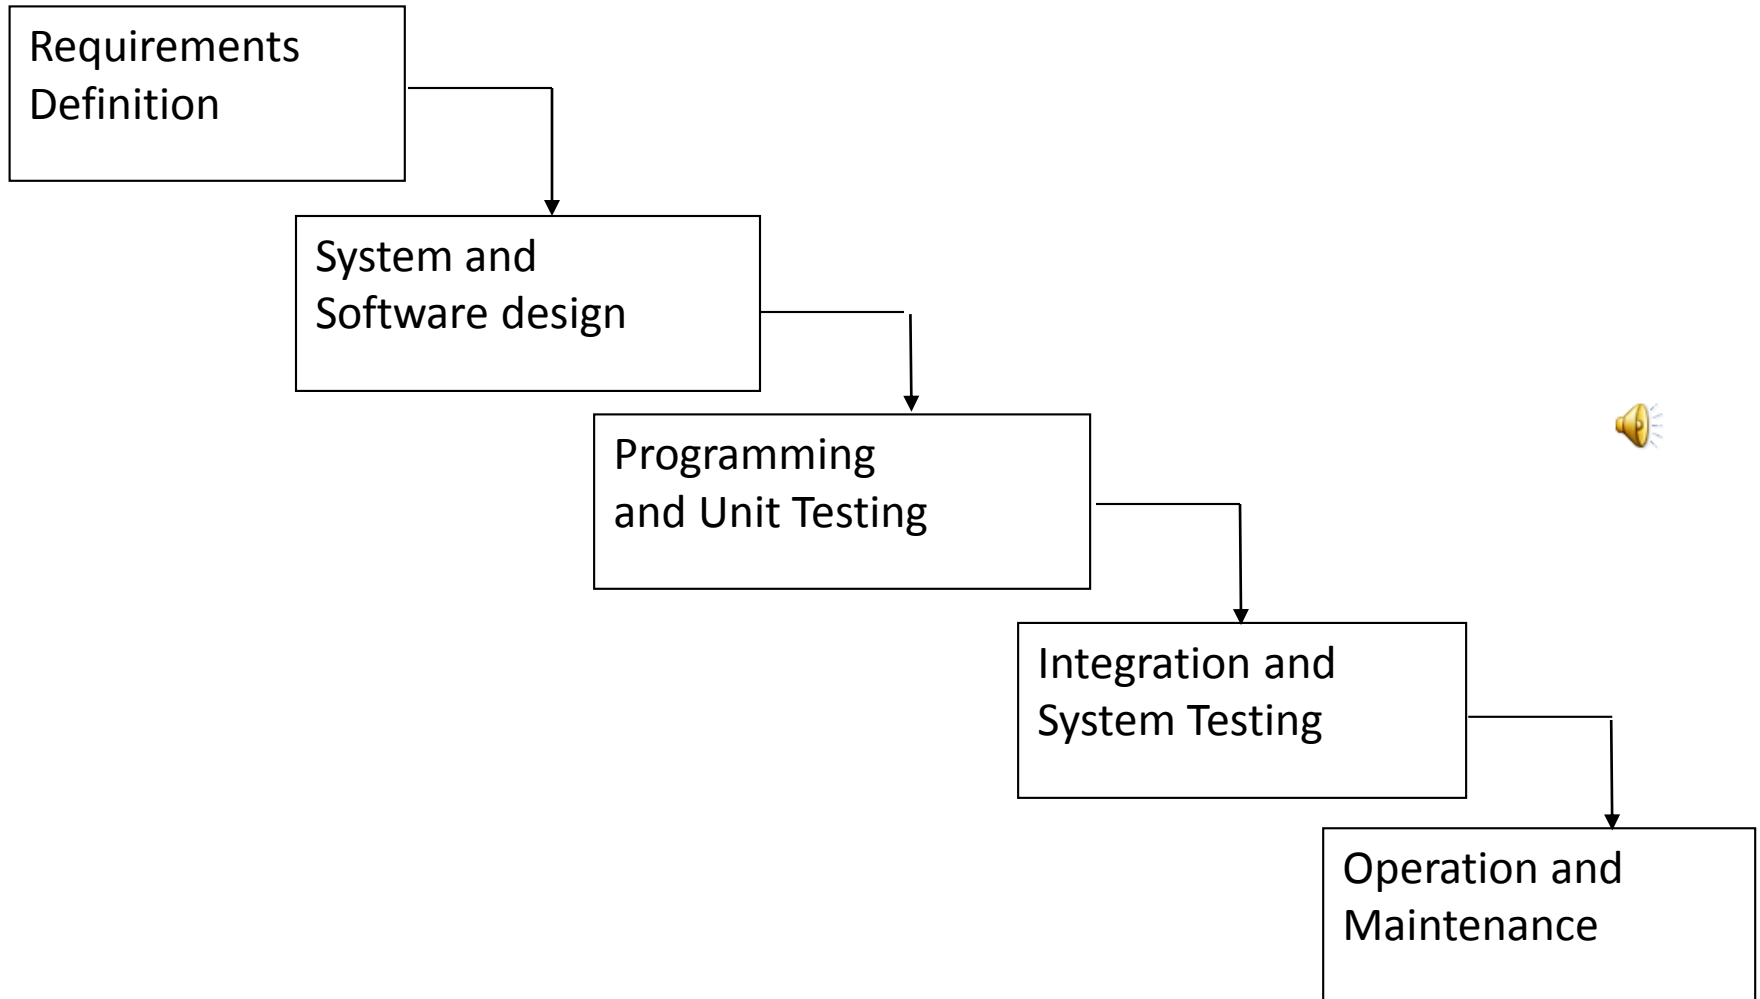 Requirements
Definition
System and
Software design
Programming
and Unit Testing
Integration and
System Testing
Operation and
Maintenance